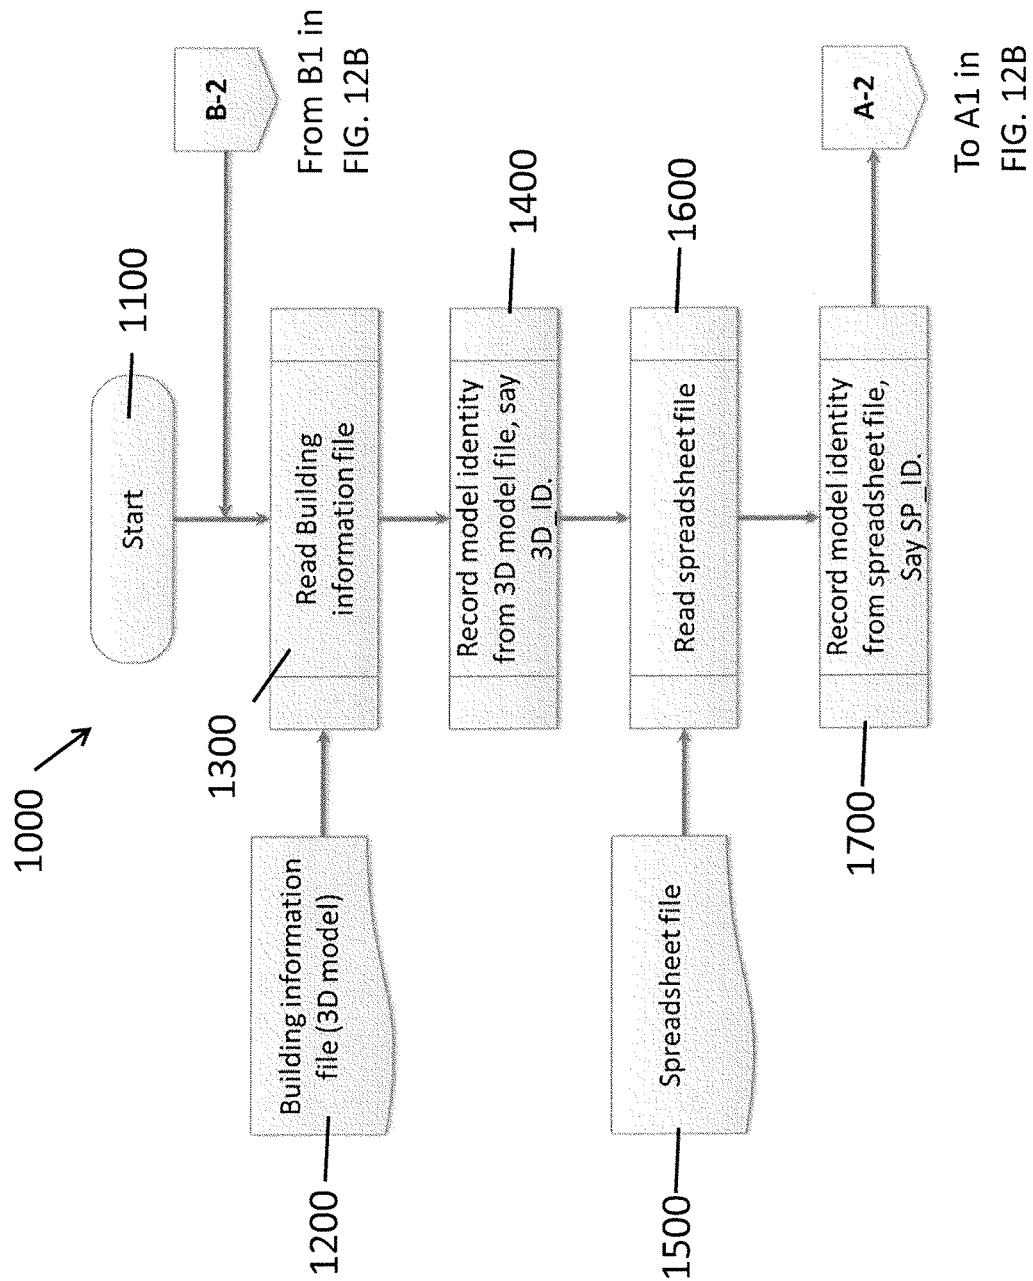 1000
Start
1100
B-2
From B1 in
FIG. 12B
Building information
file (3D model)
1200
1300
Read Building
information file
Record model identity
from 3D model file, say
3D_ID.
1400
Spreadsheet file
1500
Read spreadsheet file
1600
Record model identity
from spreadsheet file,
Say SP_ID.
1700
A-2
To A1 in
FIG. 12B